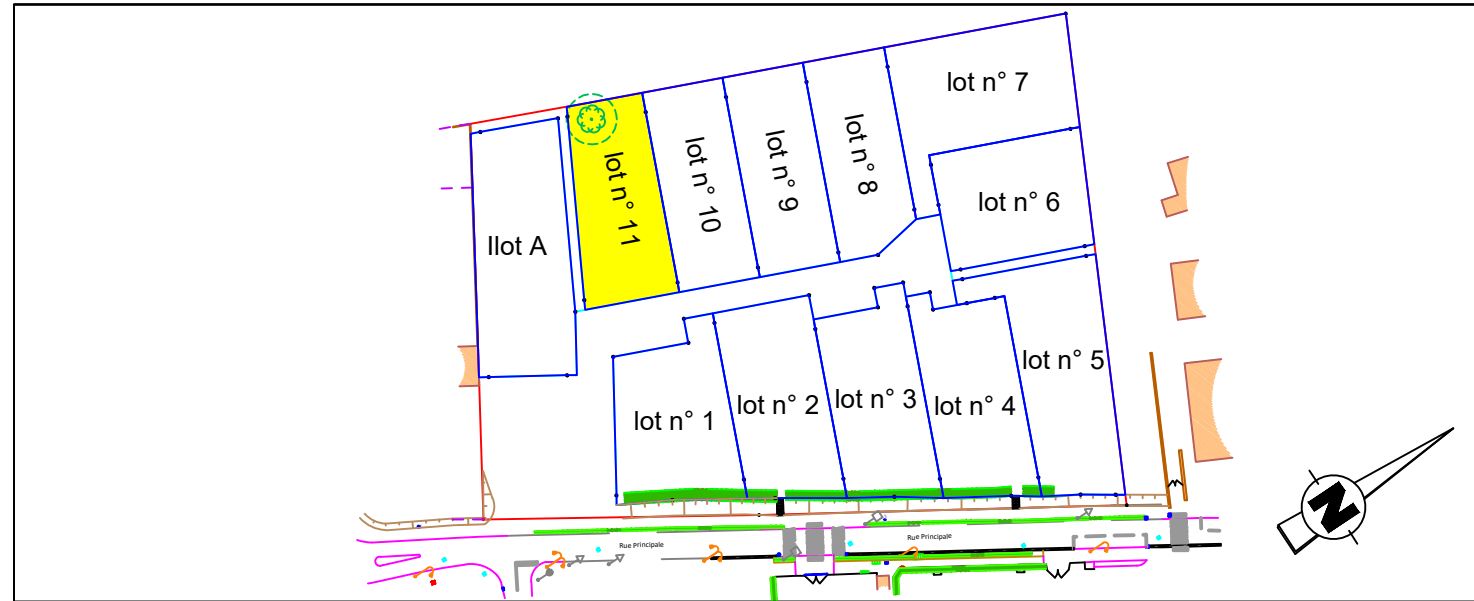 lot n° 7
lot n° 8
lot n° 9
lot n° 10
lot n° 11
lot n° 6
Ilot A
lot n° 5
lot n° 4
lot n° 3
lot n° 2
lot n° 1
N
Rue Principale
Rue Principale